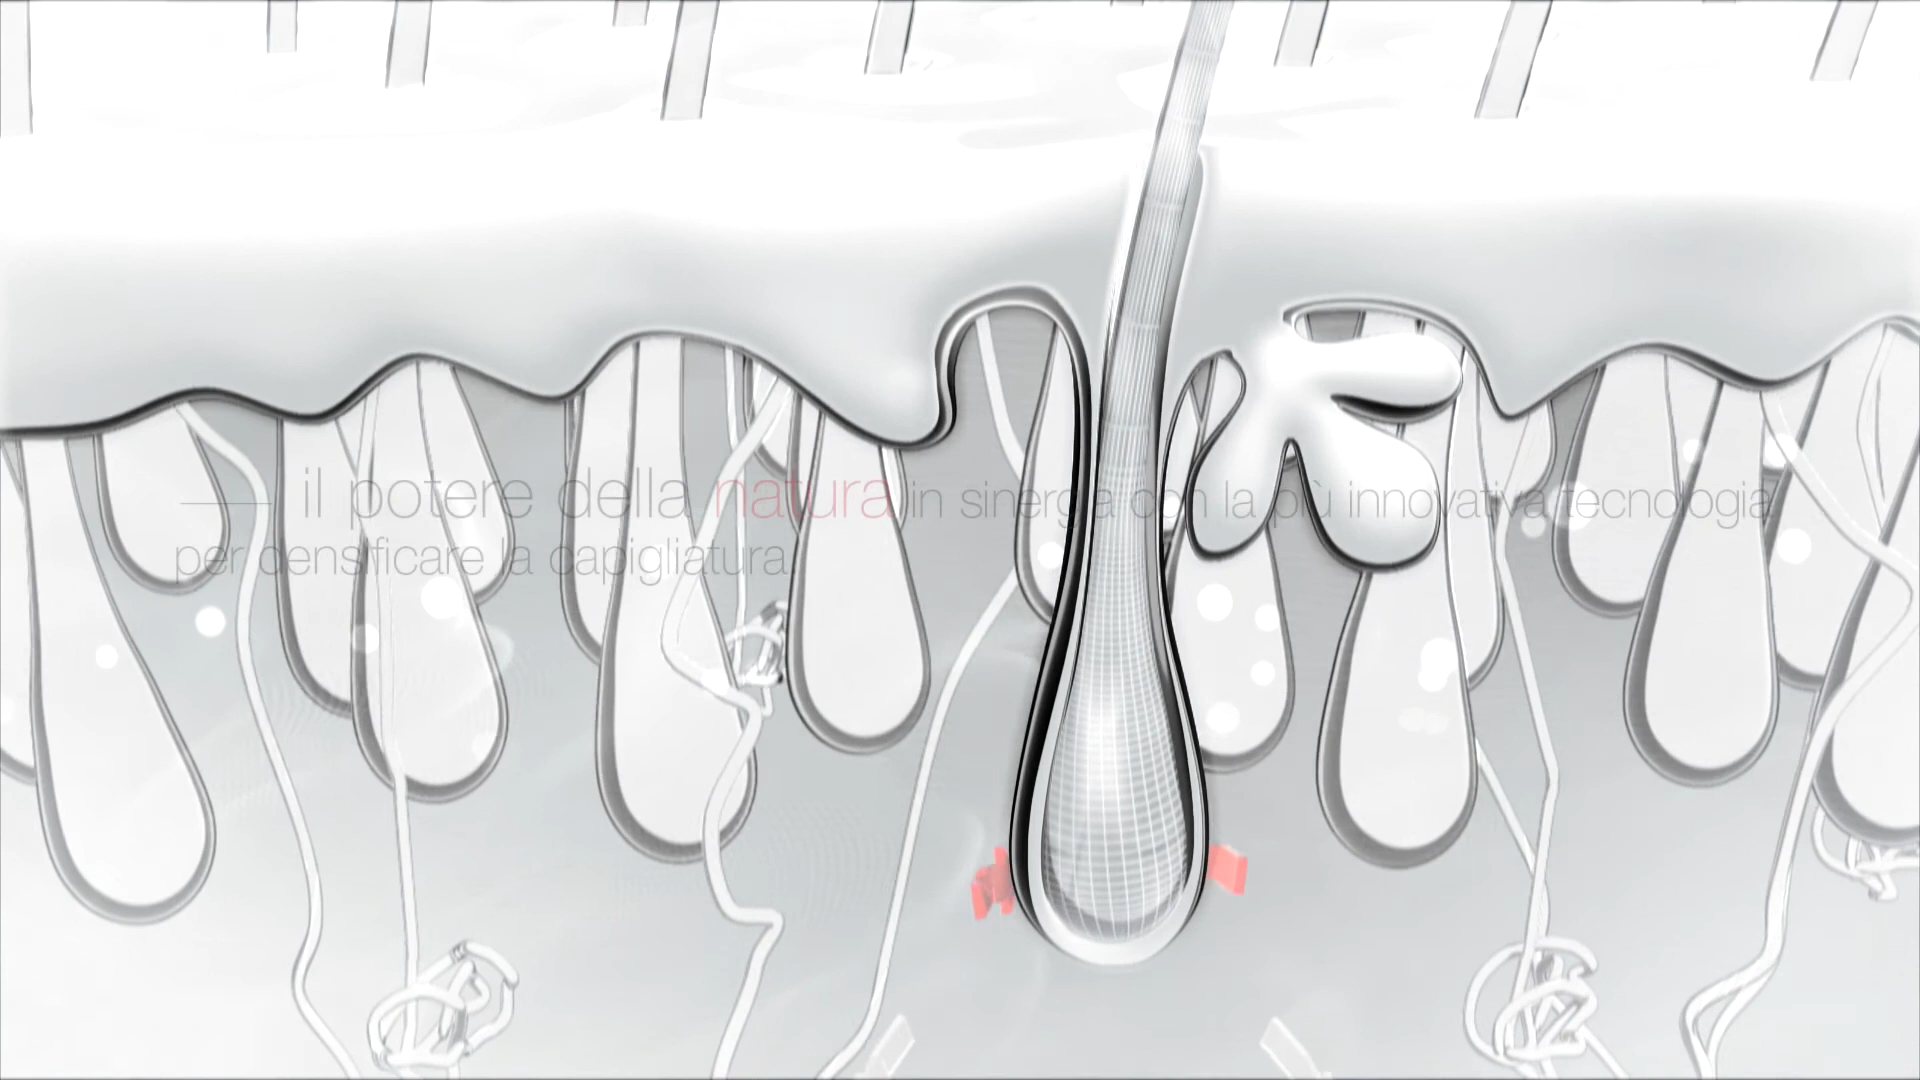 il potere della natura in sinergia con la più innovativa tecnologia
per densificare la capigliatura.